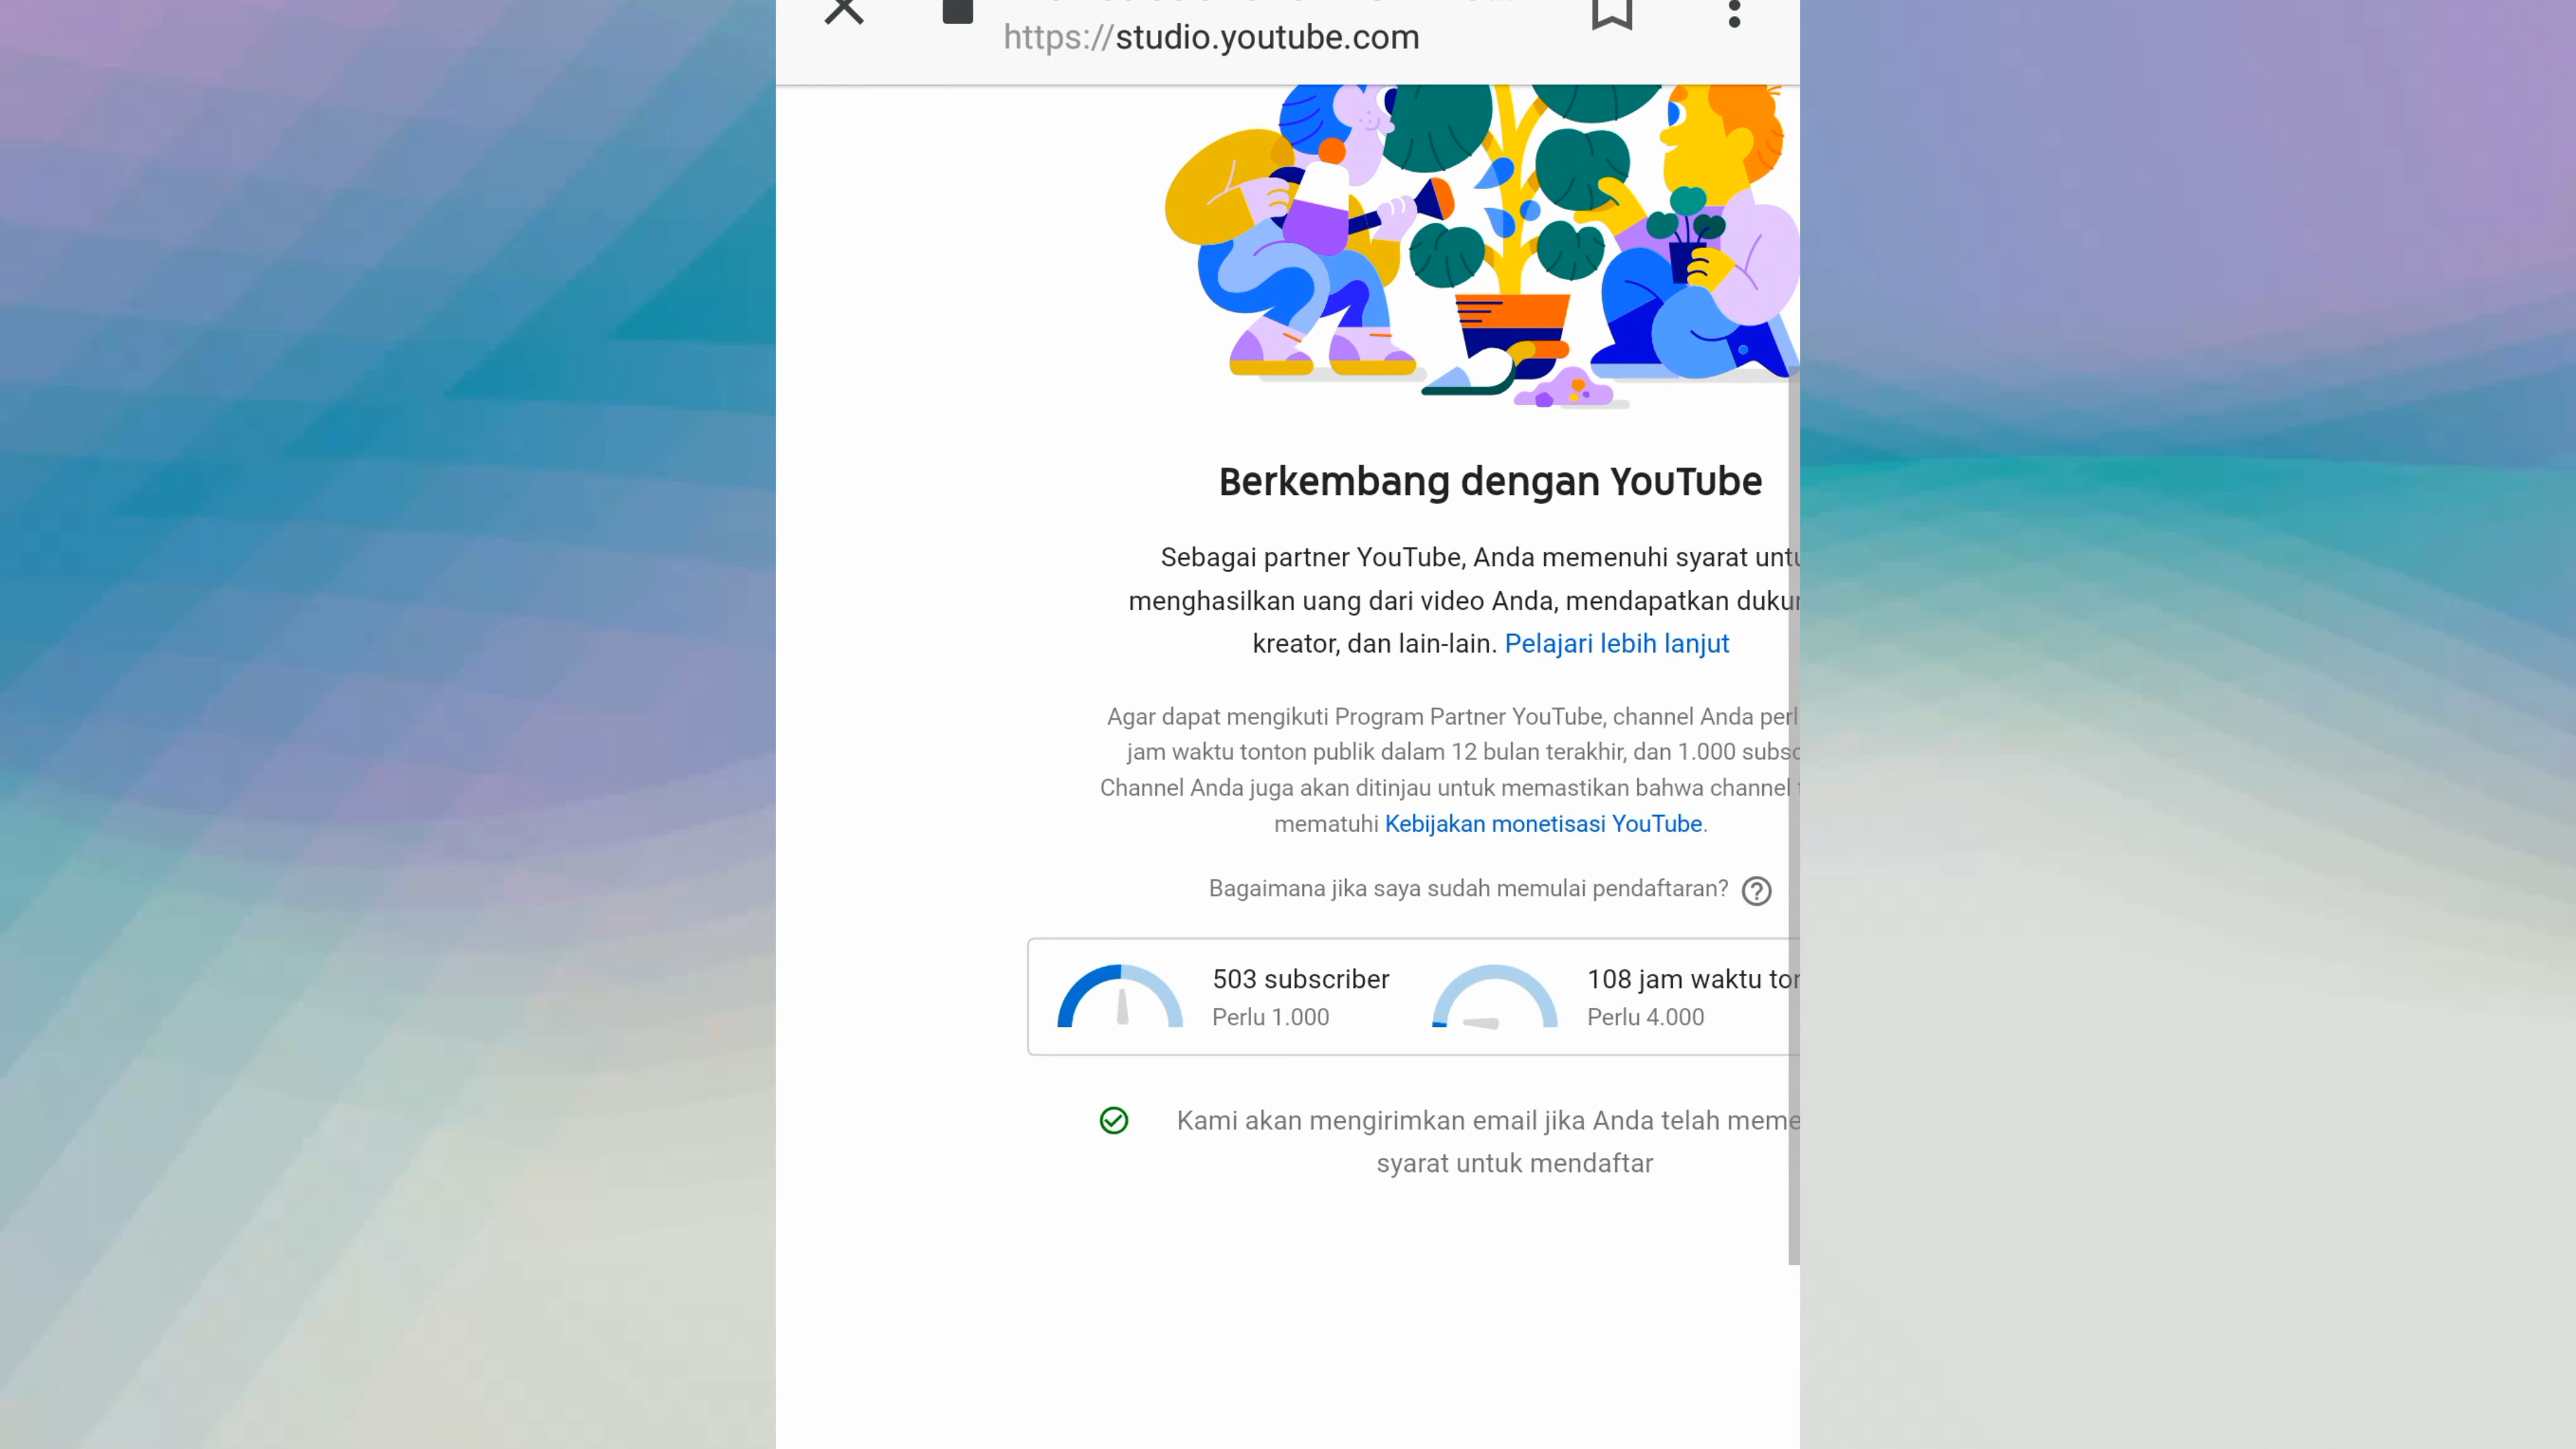 https://studio.youtube.com
Berkembang dengan YouTube
Sebagai partner YouTube, Anda memenuhi syarat
menghasilkan uang dari video Anda, mendapatkan
kreator, dan lain-lain. Pelajari lebih lanjut
Agar dapat mengikuti Program Partner YouTube, channel Anda
jam waktu tonton publik dalam 12 bulan terakhir, dan 1.000
Channel Anda juga akan ditinjau untuk memastikan bahwa channel
mematuhi Kebijakan monetisasi YouTube.
Bagaimana jika saya sudah memulai pendaftaran?
503 subscriber
Perlu 1.000
108 jam waktu
Perlu 4.000
Kami akan mengirimkan email jika Anda telah
syarat untuk mendaftar